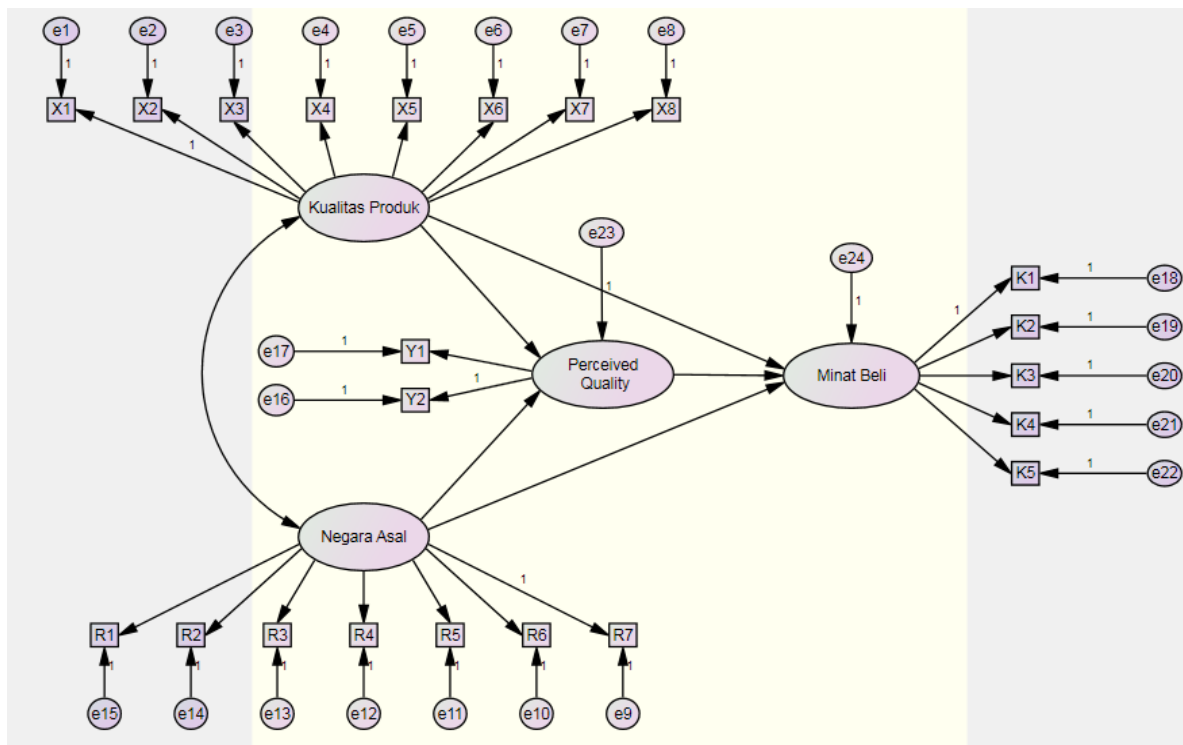 e1 e2 e3 e4 e5 e6 e7 e8
1 1 1 1 1 1 1 1
X1 X2 X3 X4 X5 X6 X7 X8
1
Kualitas Produk
e23
e24
1
1
K1 1 e18
1
K2 1 e19
e17 1 Y1
Perceived
Quality
Minat Beli
K3 1 e20
e16 1 Y2 1
K4 1 e21
K5 1 e22
Negara Asal
1
R1 R2 R3 R4 R5 R6 R7
1 1 1 1 1 1 1
e15 e14 e13 e12 e11 e10 e9